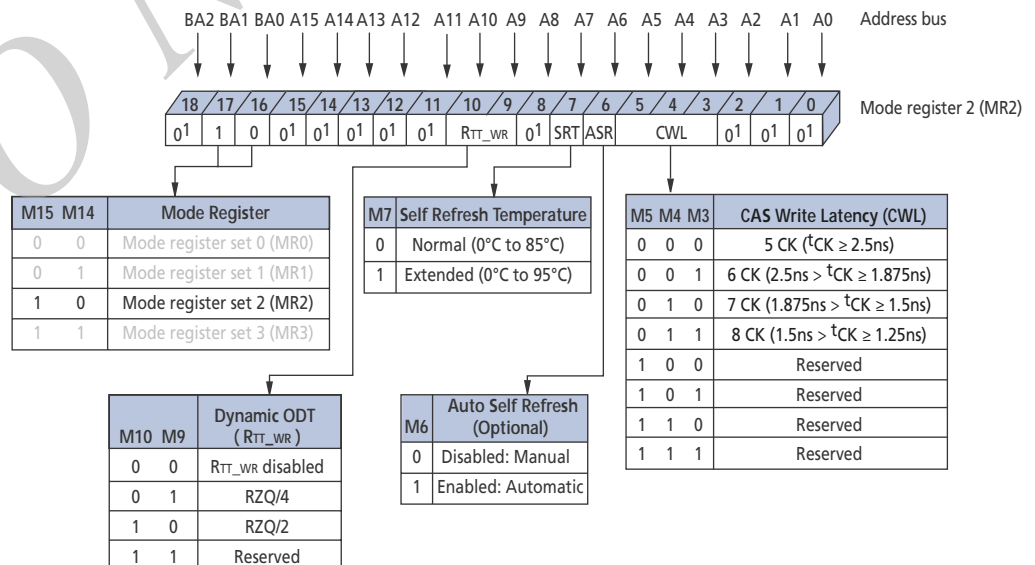 BA2 BA1 BA0 A15 A14 A13 A12 A11 A10 A9 A8 A7 A6 A5 A4 A3 A2 A1 A0 Address bus
18 17 16 15 14 13 12 11 10 9 8 7 6 5 4 3 2 1 0 Mode register 2 (MR2)
0¹ 1 0 0¹ 0¹ 0¹ 0¹ 0¹ RTT_WR 0¹ SRT ASR CWL 0¹ 0¹ 0¹
M15 M14 Mode Register
0 0 Mode register set 0 (MR0)
0 1 Mode register set 1 (MR1)
1 0 Mode register set 2 (MR2)
1 1 Mode register set 3 (MR3)
M7 Self Refresh Temperature
0 Normal (0°C to 85°C)
1 Extended (0°C to 95°C)
M5 M4 M3 CAS Write Latency (CWL)
0 0 0 5 CK (ᵗCK ≥ 2.5ns)
0 0 1 6 CK (2.5ns > ᵗCK ≥ 1.875ns)
0 1 0 7 CK (1.875ns > ᵗCK ≥ 1.5ns)
0 1 1 8 CK (1.5ns > ᵗCK ≥ 1.25ns)
1 0 0 Reserved
1 0 1 Reserved
1 1 0 Reserved
1 1 1 Reserved
M10 M9 Dynamic ODT
(RTT_WR)
0 0 RTT_WR disabled
0 1 RZQ/4
1 0 RZQ/2
1 1 Reserved
M6 Auto Self Refresh
(Optional)
0 Disabled: Manual
1 Enabled: Automatic